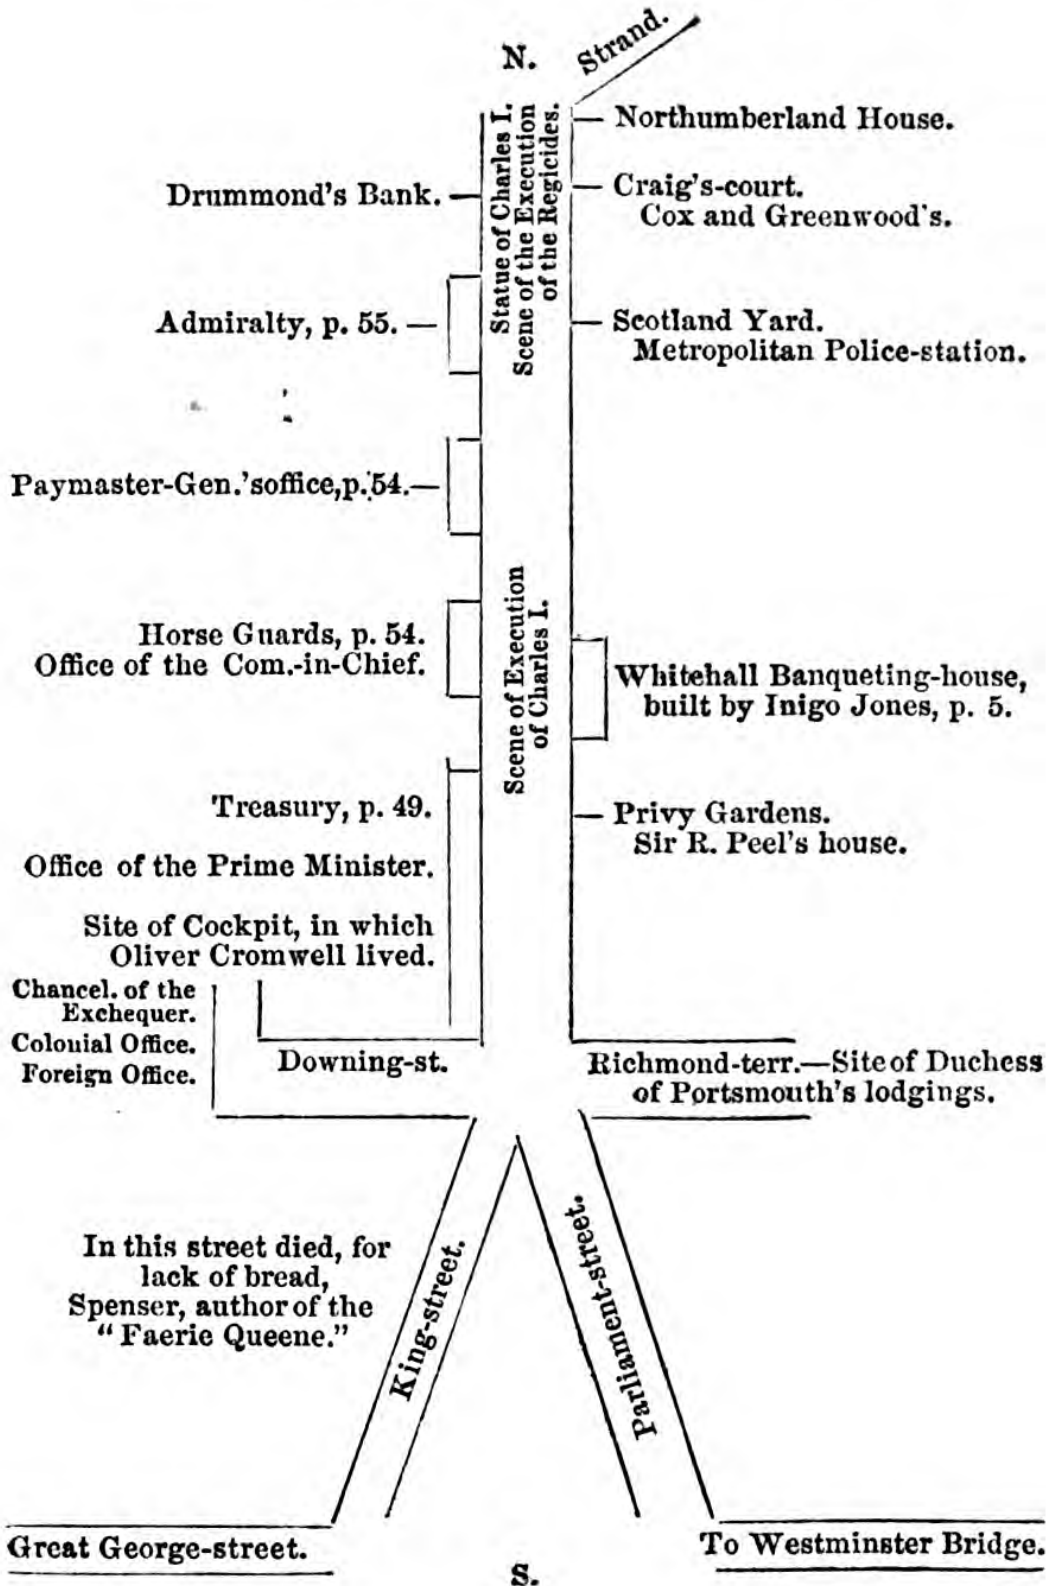 N.
Strand.
Statue of Charles I.
Scene of the Execution
of the Regicides.
Northumberland House.
Drummond's Bank.
Craig's-court.
Cox and Greenwood's.
Admiralty, p. 55.
Scotland Yard.
Metropolitan Police-station.
Paymaster-Gen.'soffice,p.54.
Scene of Execution
of Charles I.
Horse Guards, p. 54.
Office of the Com.-in-Chief.
Whitehall Banqueting-house,
built by Inigo Jones, p. 5.
Treasury, p. 49.
Office of the Prime Minister.
Privy Gardens.
Sir R. Peel's house.
Site of Cockpit, in which
Oliver Cromwell lived.
Chancel. of the
Exchequer.
Colonial Office.
Foreign Office.
Downing-st.
Richmond-terr.—Site of Duchess
of Portsmouth's lodgings.
In this street died, for
lack of bread,
Spenser, author of the
"Faerie Queene."
King-street.
Parliament-street.
Great George-street.
To Westminster Bridge.
S.